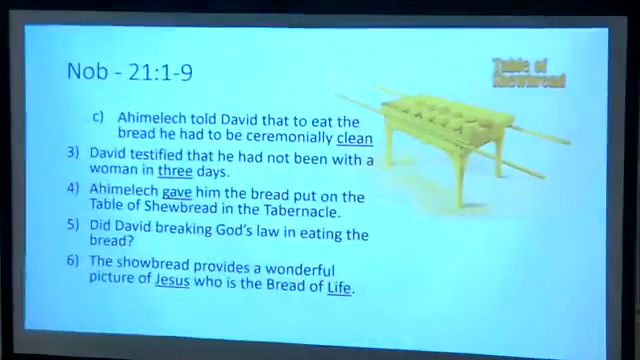 Nob - 21:1-9
Table of
Shewbread
c) Ahimelech told David that to eat the
bread he had to be ceremonially clean
3) David testified that he had not been with a
woman in three days.
4) Ahimelech gave him the bread put on the
Table of Shewbread in the Tabernacle.
5) Did David breaking God's law in eating the
bread?
6) The showbread provides a wonderful
picture of Jesus who is the Bread of Life.